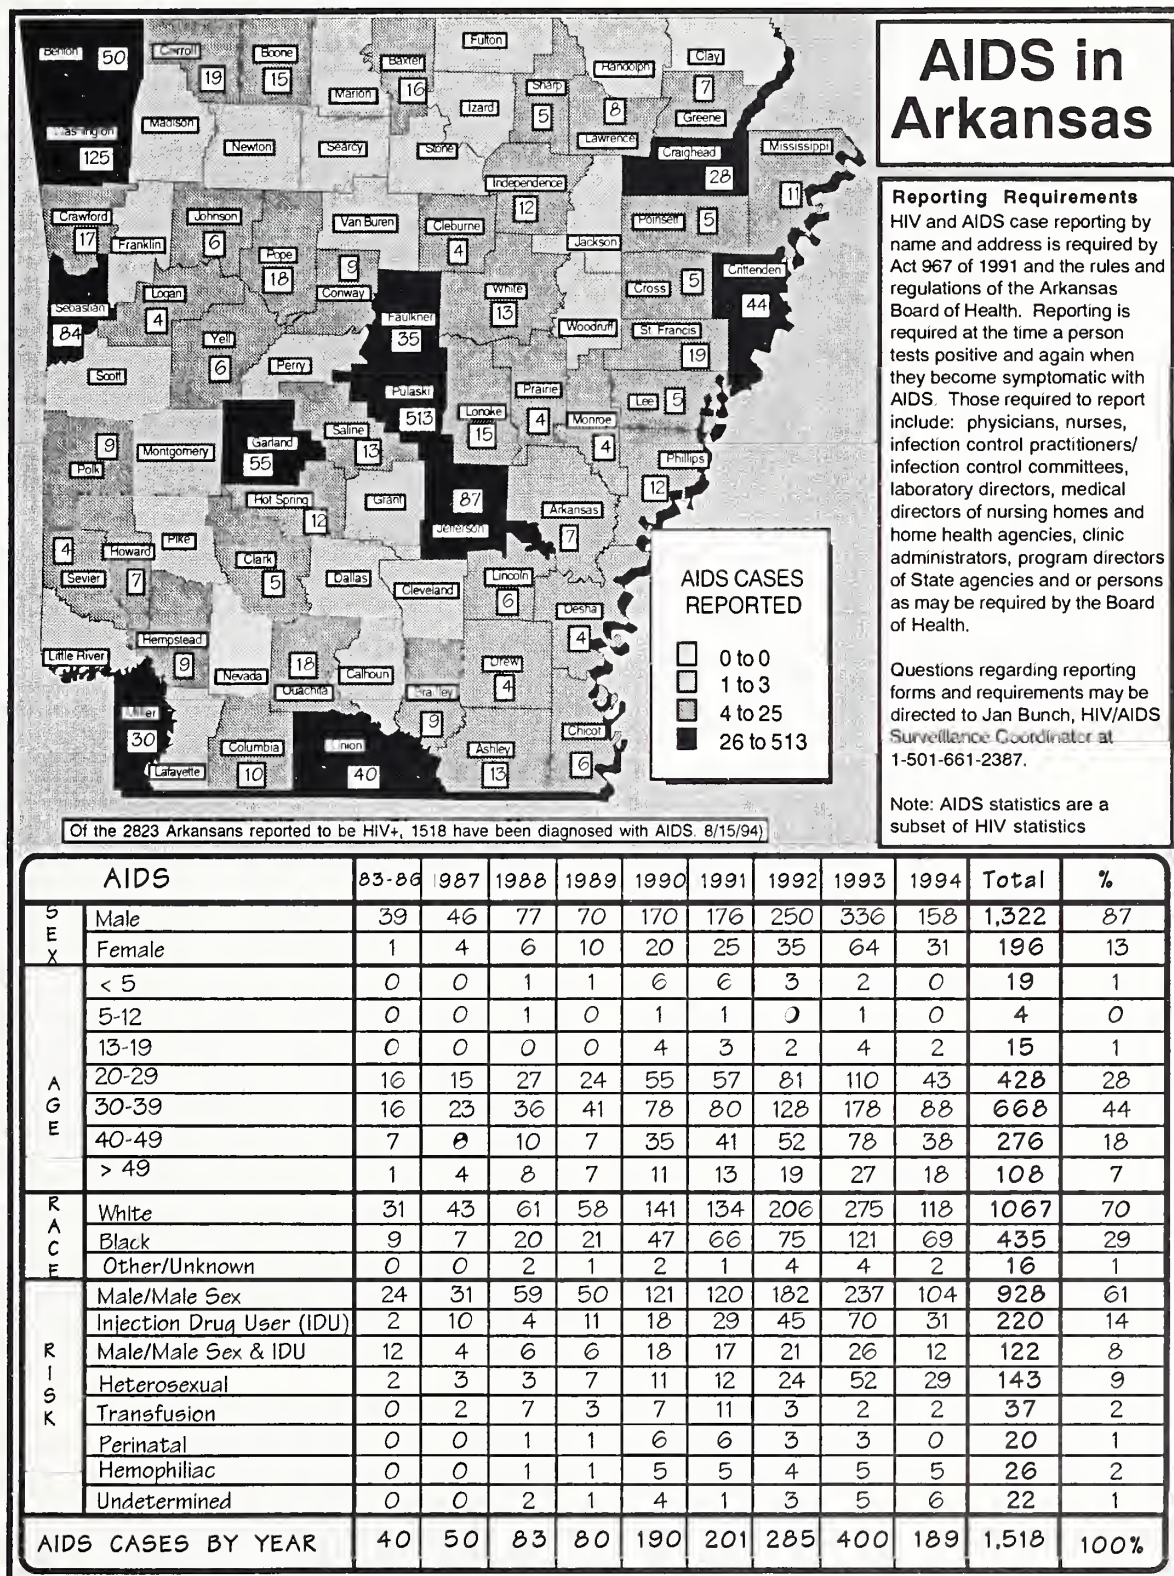 AIDS in
Arkansas
Benton 50
Carroll 19
Boone 15
Baxter 16
Fulton
Randolph
Clay
7
Marion
Sharp 5
8
Lawrence
Greene
Izard
Madison
Washington 125
Newton
Searcy
Stone
Craighead 28
Mississippi 11
Independence 12
Crawford 17
Franklin
Johnson 6
Van Buren
Cleburne 4
Poinsett 5
Jackson
Pope 18
9
Conway
White 13
Cross 5
Crittenden 44
Logan 4
Sebastian 84
Faulkner 35
Woodruff
St. Francis 19
Yell 6
Perry
Scott
Pulaski 513
Lonoke 15
Prairie 4
Monroe 4
Lee 5
Garland 55
Saline 13
9
Polk
Montgomery
Phillips 12
Hot Spring 12
Grant
87
Jefferson
Arkansas 7
4
Sevier
Howard 7
Pike
Clark 5
Dallas
Cleveland
Lincoln 6
Desha 4
Hempstead 9
Little River
Nevada
18
Ouachita
Calhoun
Bradley 9
Drew 4
Miller 30
Lafayette
Columbia 10
Union 40
Ashley 13
Chicot 6
AIDS CASES
REPORTED
0 to 0
1 to 3
4 to 25
26 to 513
Of the 2823 Arkansans reported to be HIV+, 1518 have been diagnosed with AIDS. 8/15/94)
Reporting Requirements
HIV and AIDS case reporting by
name and address is required by
Act 967 of 1991 and the rules and
regulations of the Arkansas
Board of Health. Reporting is
required at the time a person
tests positive and again when
they become symptomatic with
AIDS. Those required to report
include: physicians, nurses,
infection control practitioners/
infection control committees,
laboratory directors, medical
directors of nursing homes and
home health agencies, clinic
administrators, program directors
of State agencies and or persons
as may be required by the Board
of Health.
Questions regarding reporting
forms and requirements may be
directed to Jan Bunch, HIV/AIDS
Surveillance Coordinator at
1-501-661-2387.
Note: AIDS statistics are a
subset of HIV statistics
AIDS 83-86 1987 1988 1989 1990 1991 1992 1993 1994 Total %
SEX
Male 39 46 77 70 170 176 250 336 158 1,322 87
Female 1 4 6 10 20 25 35 64 31 196 13
AGE
< 5 0 0 1 1 6 6 3 2 0 19 1
5-12 0 0 1 0 1 1 0 1 0 4 0
13-19 0 0 0 0 4 3 2 4 2 15 1
20-29 16 15 27 24 55 57 81 110 43 428 28
30-39 16 23 36 41 78 80 128 178 88 668 44
40-49 7 8 10 7 35 41 52 78 38 276 18
> 49 1 4 8 7 11 13 19 27 18 108 7
RACE
White 31 43 61 58 141 134 206 275 118 1067 70
Black 9 7 20 21 47 66 75 121 69 435 29
Other/Unknown 0 0 2 1 2 1 4 4 2 16 1
RISK
Male/Male Sex 24 31 59 50 121 120 182 237 104 928 61
Injection Drug User (IDU) 2 10 4 11 18 29 45 70 31 220 14
Male/Male Sex & IDU 12 4 6 6 18 17 21 26 12 122 8
Heterosexual 2 3 3 7 11 12 24 52 29 143 9
Transfusion 0 2 7 3 7 11 3 2 2 37 2
Perinatal 0 0 1 1 6 6 3 3 0 20 1
Hemophiliac 0 0 1 1 5 5 4 5 5 26 2
Undetermined 0 0 2 1 4 1 3 5 6 22 1
AIDS CASES BY YEAR 40 50 83 80 190 201 285 400 189 1,518 100%